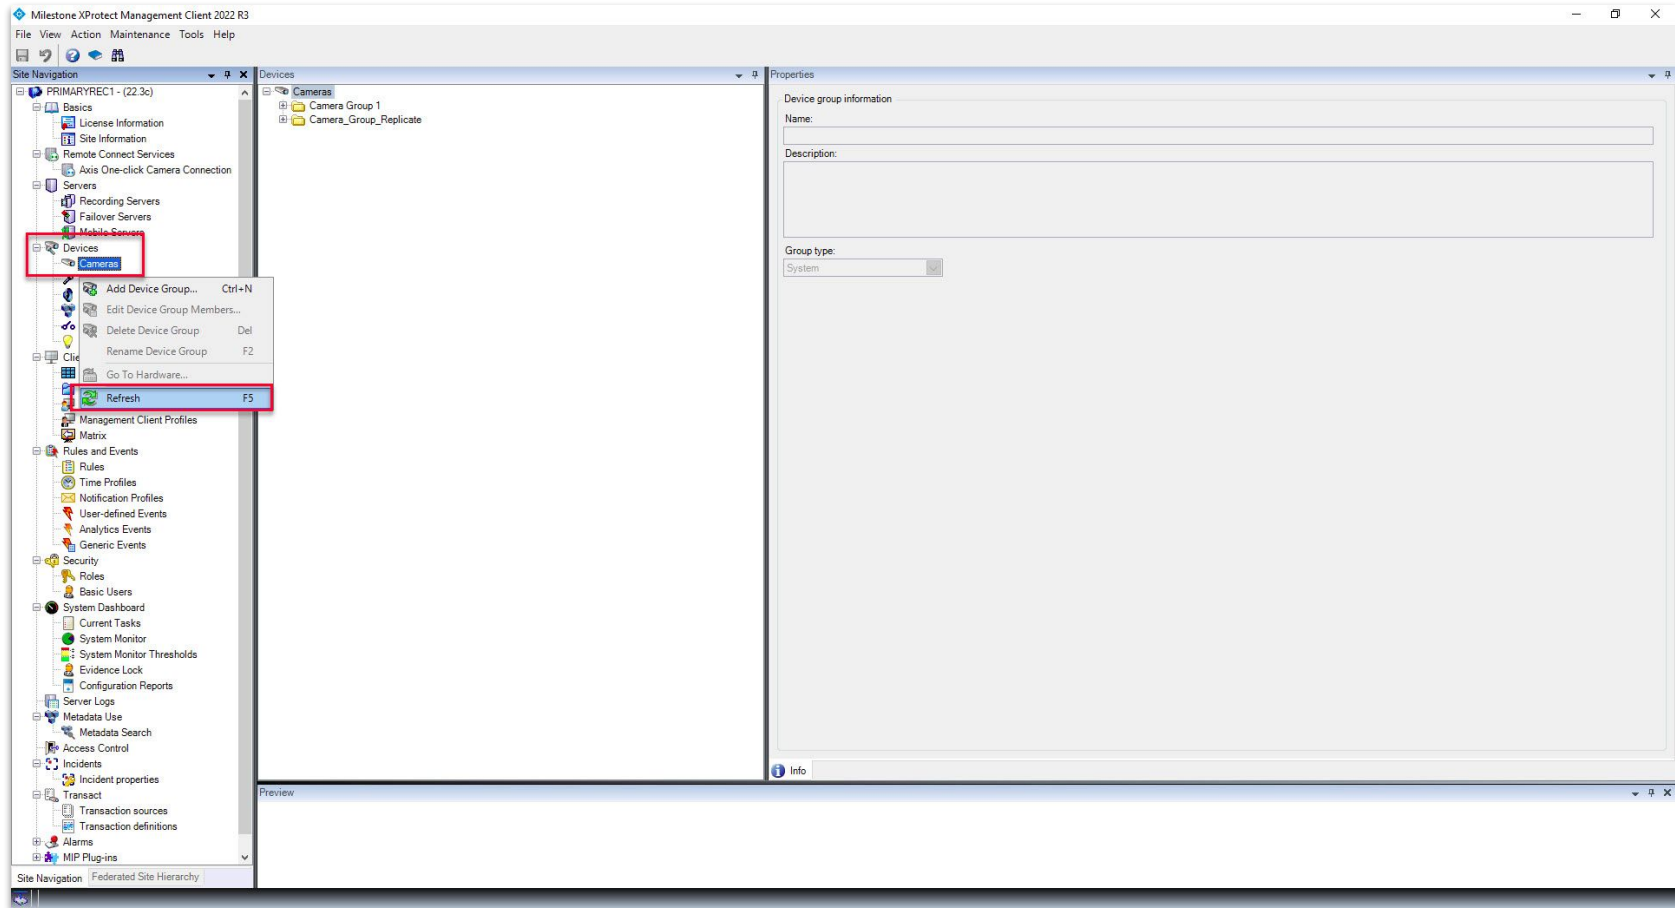 Milestone XProtect Management Client 2022 R3
File View Action Maintenance Tools Help
Site Navigation
PRIMARYREC1 - (22.3c)
Basics
License Information
Site Information
Remote Connect Services
Axis One-click Camera Connection
Servers
Recording Servers
Failover Servers
Mobile Servers
Devices
Cameras
Add Device Group... Ctrl+N
Edit Device Group Members...
Delete Device Group Del
Rename Device Group F2
Clie
Go To Hardware...
Refresh F5
Management Client Profiles
Matrix
Rules and Events
Rules
Time Profiles
Notification Profiles
User-defined Events
Analytics Events
Generic Events
Security
Roles
Basic Users
System Dashboard
Current Tasks
System Monitor
System Monitor Thresholds
Evidence Lock
Configuration Reports
Server Logs
Metadata Use
Metadata Search
Access Control
Incidents
Incident properties
Transact
Transaction sources
Transaction definitions
Alarms
MIP Plug-ins
Site Navigation Federated Site Hierarchy
Devices
Cameras
Camera Group 1
Camera_Group_Replicate
Properties
Device group information
Name:
Description:
Group type:
System
Info
Preview